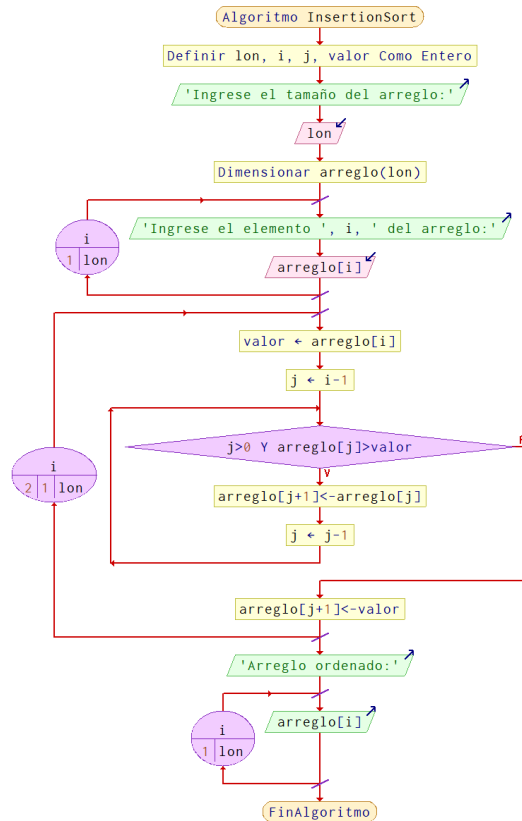 Algoritmo InsertionSort
Definir lon, i, j, valor Como Entero
'Ingrese el tamaño del arreglo:'
lon
Dimensionar arreglo(lon)
i
1 lon
'Ingrese el elemento ', i, ' del arreglo:'
arreglo[i]
valor ← arreglo[i]
j ← i-1
j>0 Y arreglo[j]>valor
F
V
i
2 1 lon
arreglo[j+1]<-arreglo[j]
j ← j-1
arreglo[j+1]<-valor
'Arreglo ordenado:'
i
1 lon
arreglo[i]
FinAlgoritmo